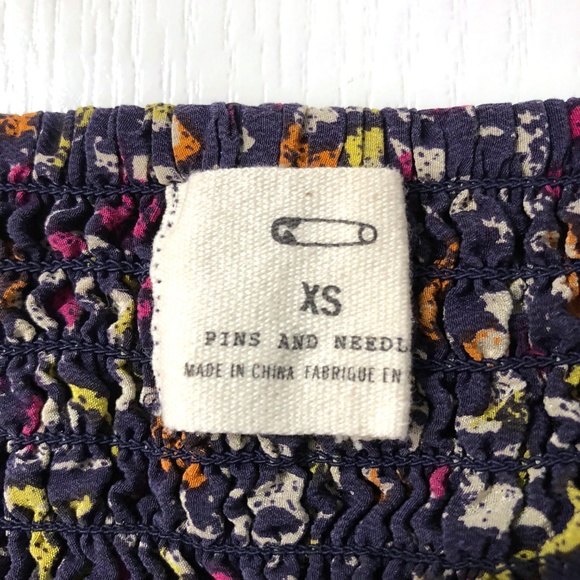 XS
PINS AND NEEDL
MADE IN CHINA FABRIQUE EN